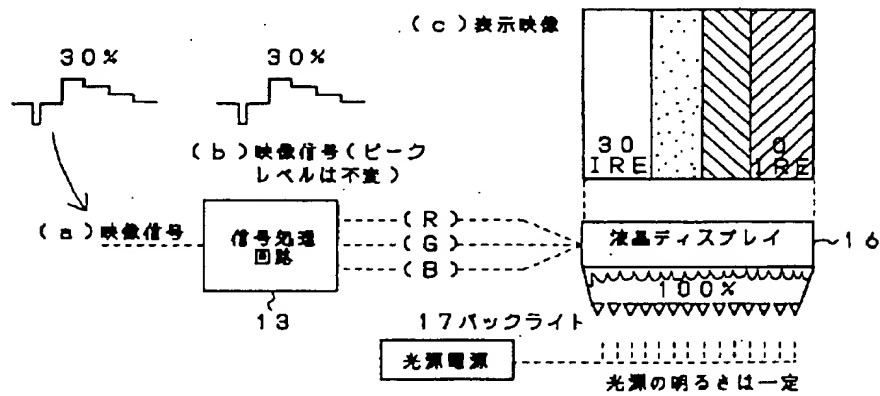 (c)表示映像
30%
30%
30
IRE
0
IRE
(b)映像信号(ピーク
レベルは不変)
(a)映像信号
信号処理
回路
13
(R)
(G)
(B)
液晶ディスプレイ
16
100%
17バックライト
光源電源
光源の明るさは一定